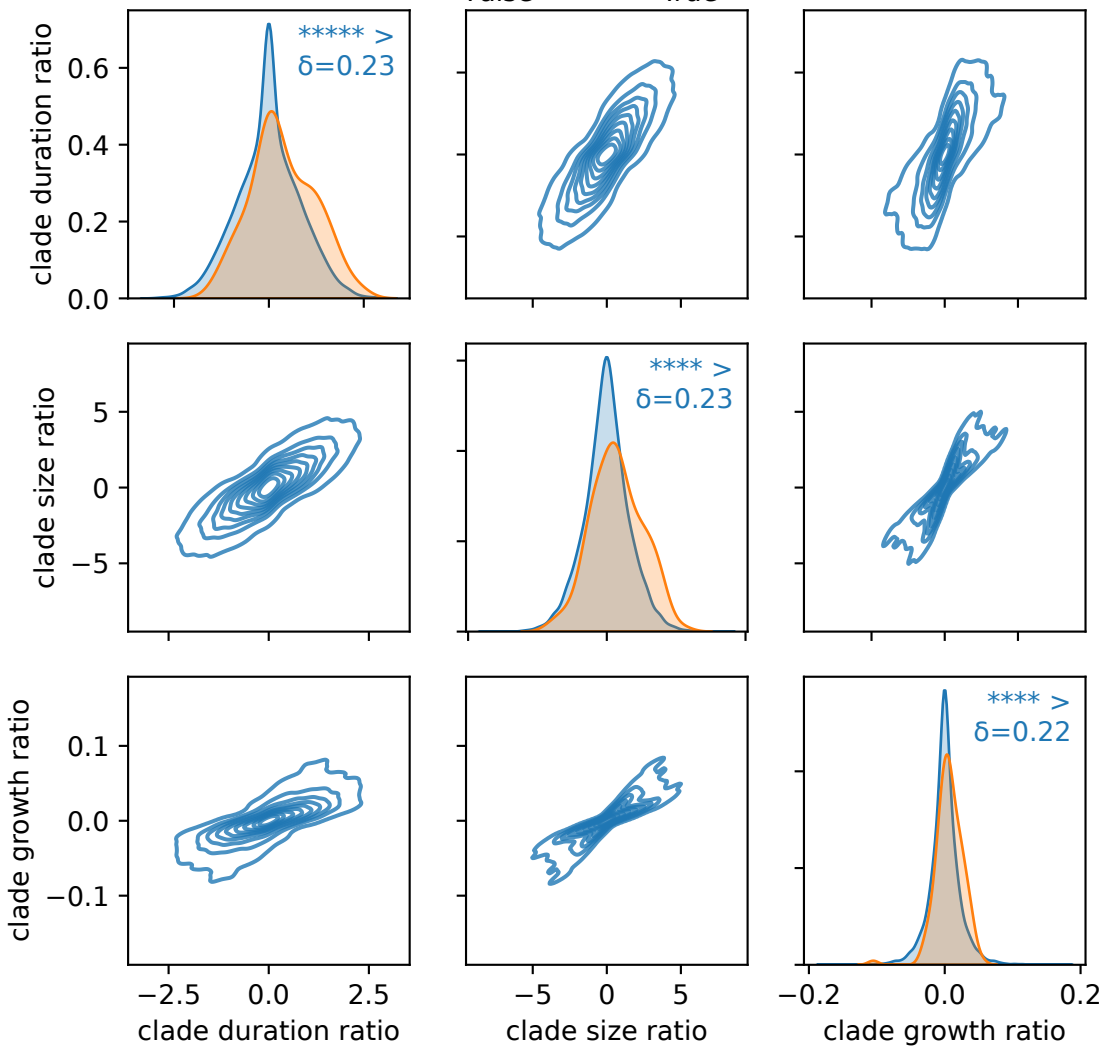 clade duration ratio
0.6
0.4
0.2
0.0
***** >
δ=0.23
clade size ratio
5
0
−5
**** >
δ=0.23
clade growth ratio
0.1
0.0
−0.1
**** >
δ=0.22
−2.5 0.0 2.5
clade duration ratio
−5 0 5
clade size ratio
−0.2 0.0 0.2
clade growth ratio